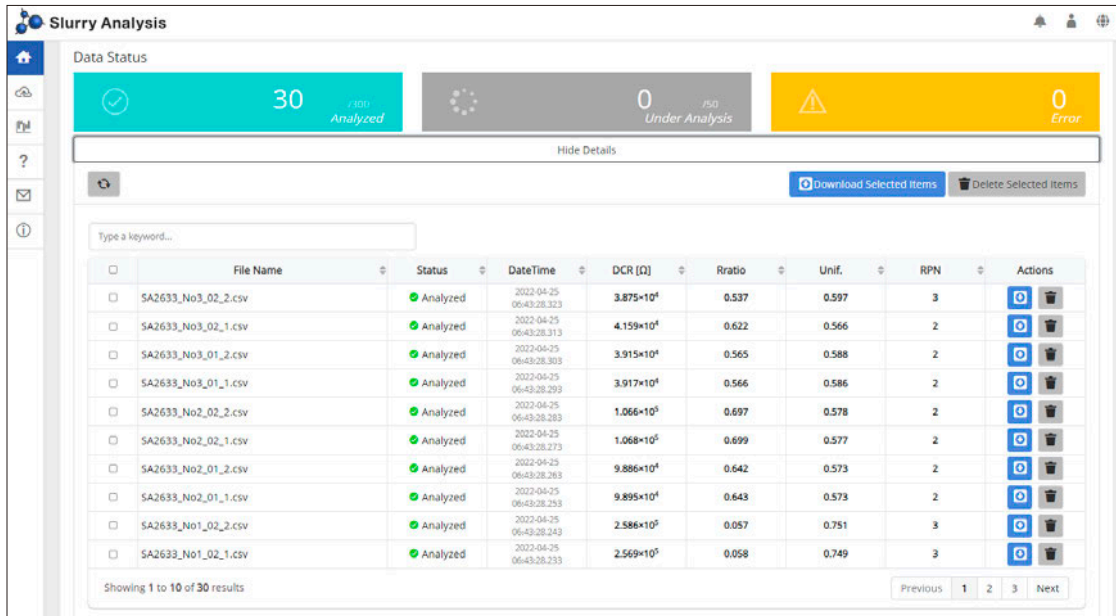 Slurry Analysis
Data Status
30 /300 Analyzed
0 /50 Under Analysis
0 Error
Hide Details
Download Selected Items Delete Selected Items
Type a keyword...
File Name Status DateTime DCR [Ω] Rratio Unif. RPN Actions
SA2633_No3_02_2.csv Analyzed 2022-04-25 06:43:28.323 3.875×10⁴ 0.537 0.597 3
SA2633_No3_02_1.csv Analyzed 2022-04-25 06:43:28.313 4.159×10⁴ 0.622 0.566 2
SA2633_No3_01_2.csv Analyzed 2022-04-25 06:43:28.303 3.915×10⁴ 0.565 0.588 2
SA2633_No3_01_1.csv Analyzed 2022-04-25 06:43:28.293 3.917×10⁴ 0.566 0.586 2
SA2633_No2_02_2.csv Analyzed 2022-04-25 06:43:28.283 1.066×10⁵ 0.697 0.578 2
SA2633_No2_02_1.csv Analyzed 2022-04-25 06:43:28.273 1.068×10⁵ 0.699 0.577 2
SA2633_No2_01_2.csv Analyzed 2022-04-25 06:43:28.263 9.886×10⁴ 0.642 0.573 2
SA2633_No2_01_1.csv Analyzed 2022-04-25 06:43:28.253 9.895×10⁴ 0.643 0.573 2
SA2633_No1_02_2.csv Analyzed 2022-04-25 06:43:28.243 2.586×10⁵ 0.057 0.751 3
SA2633_No1_02_1.csv Analyzed 2022-04-25 06:43:28.233 2.569×10⁵ 0.058 0.749 3
Showing 1 to 10 of 30 results Previous 1 2 3 Next